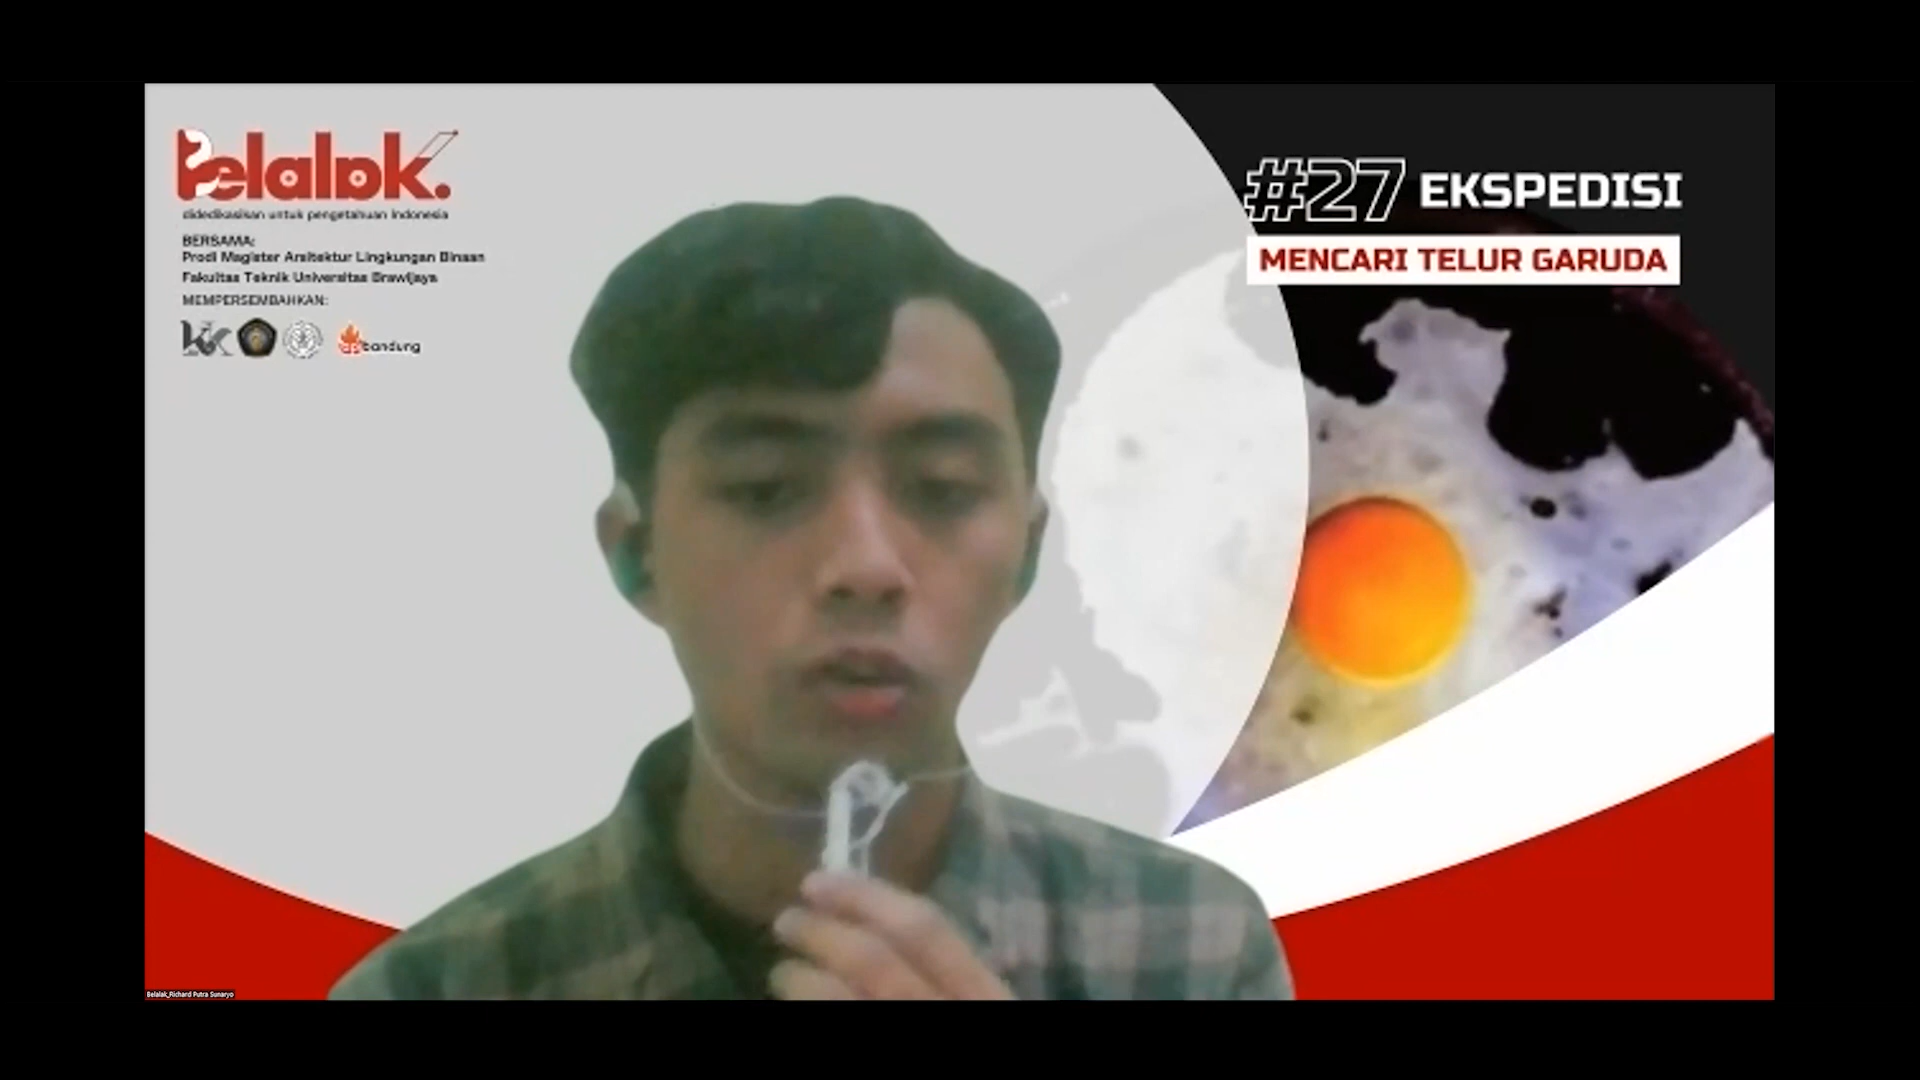 Belalak.
didedikasikan untuk pengetahuan Indonesia
BERSAMA:
Prodi Magister Arsitektur Lingkungan Binaan
Fakultas Teknik Universitas Brawijaya
MEMPERSEMBAHKAN:
bandung
#27 EKSPEDISI
MENCARI TELUR GARUDA
Belalak_Richard Putra Sunaryo